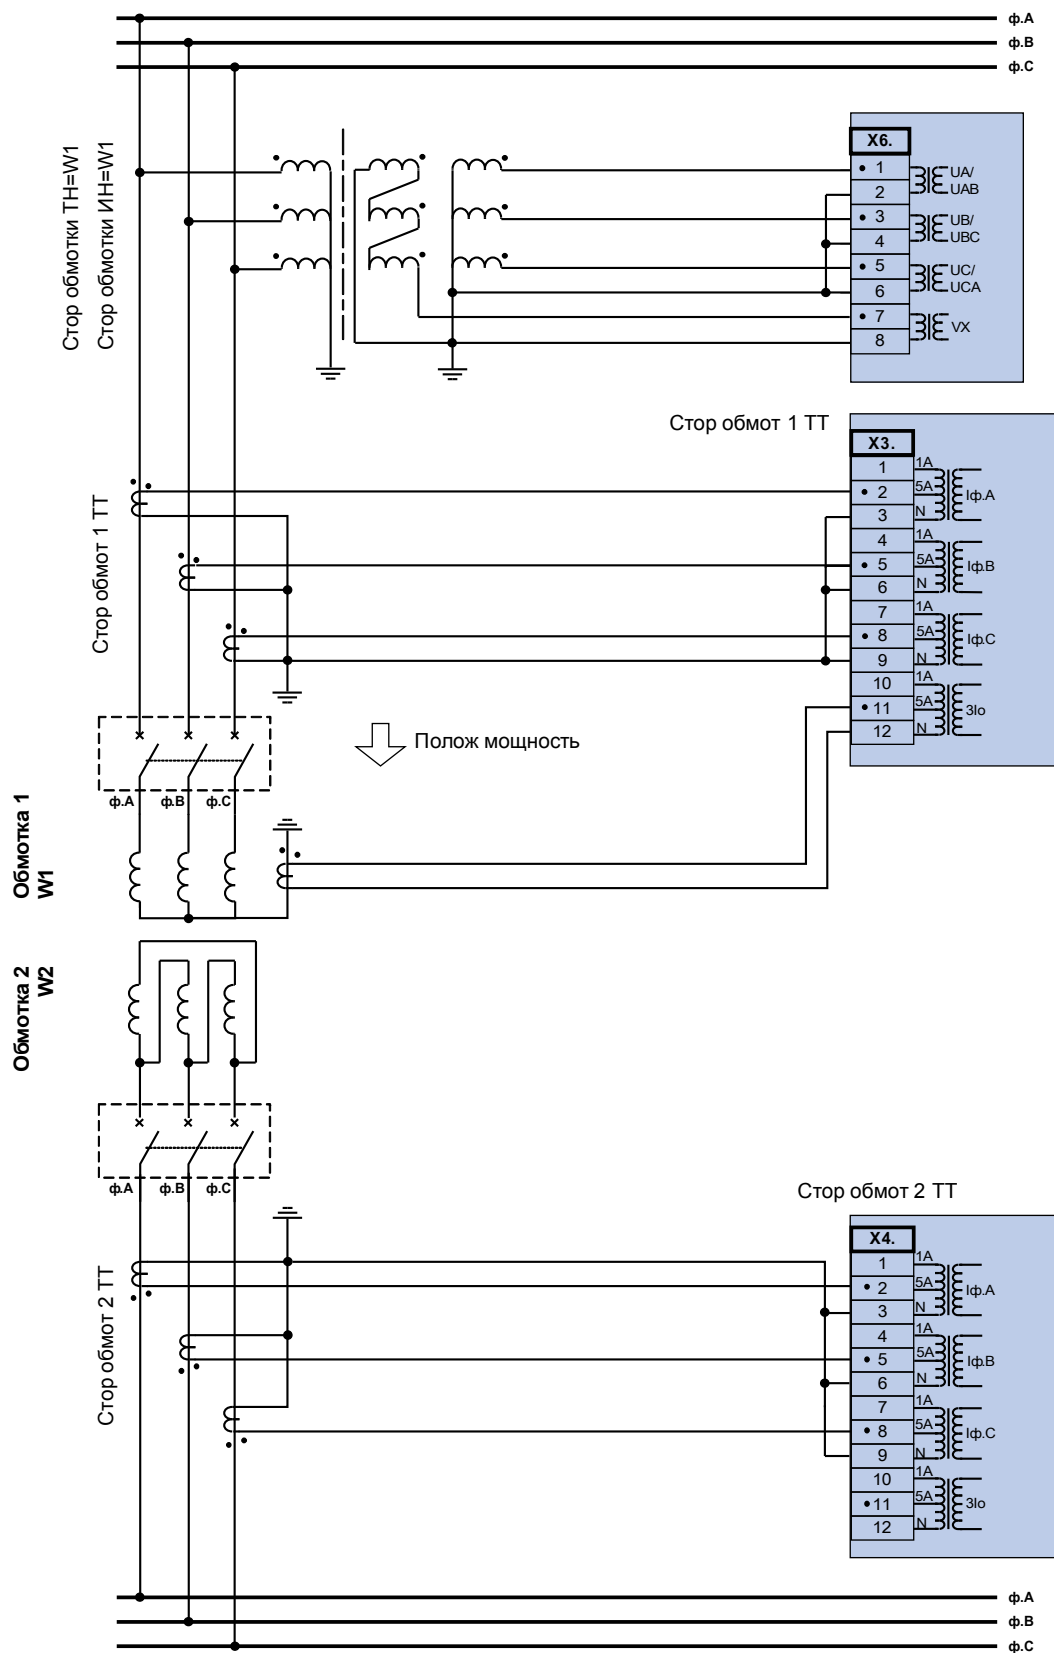 ф.А
ф.В
ф.С
Стор обмотки ТН=W1
Стор обмотки ИН=W1
X6.
1
2
3
4
5
6
7
8
UA/
UAB
UB/
UBC
UC/
UCA
VX
Стор обмот 1 ТТ
X3.
1
2
3
4
5
6
7
8
9
10
11
12
1A
5A
N
Iф.А
1A
5A
N
Iф.В
1A
5A
N
Iф.С
1A
5A
N
3Io
Стор обмот 1 ТТ
Полож мощность
ф.А
ф.В
ф.С
Обмотка 1
W1
Обмотка 2
W2
ф.А
ф.В
ф.С
Стор обмот 2 ТТ
Стор обмот 2 ТТ
X4.
1
2
3
4
5
6
7
8
9
10
11
12
1A
5A
N
Iф.А
1A
5A
N
Iф.В
1A
5A
N
Iф.С
1A
5A
N
3Io
ф.А
ф.В
ф.С